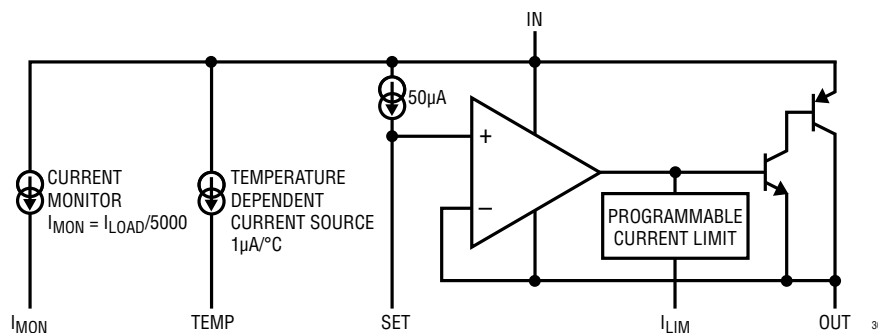 IN
50µA
+
−
CURRENT
MONITOR
IMON = ILOAD/5000
TEMPERATURE
DEPENDENT
CURRENT SOURCE
1µA/°C
PROGRAMMABLE
CURRENT LIMIT
IMON
TEMP
SET
ILIM
OUT